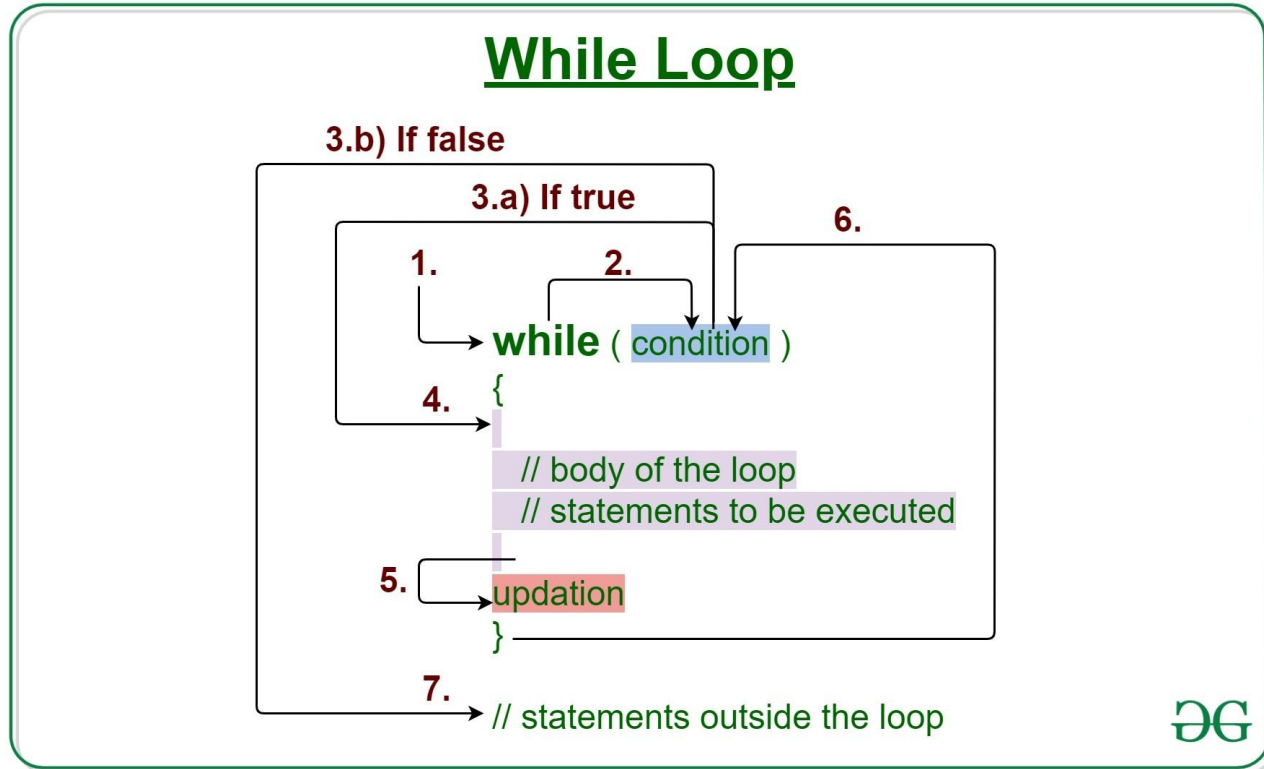 While Loop
3.b) If false
3.a) If true
6.
1.
2.
while ( condition )
{
4.
// body of the loop
// statements to be executed
5.
updation
}
7.
// statements outside the loop